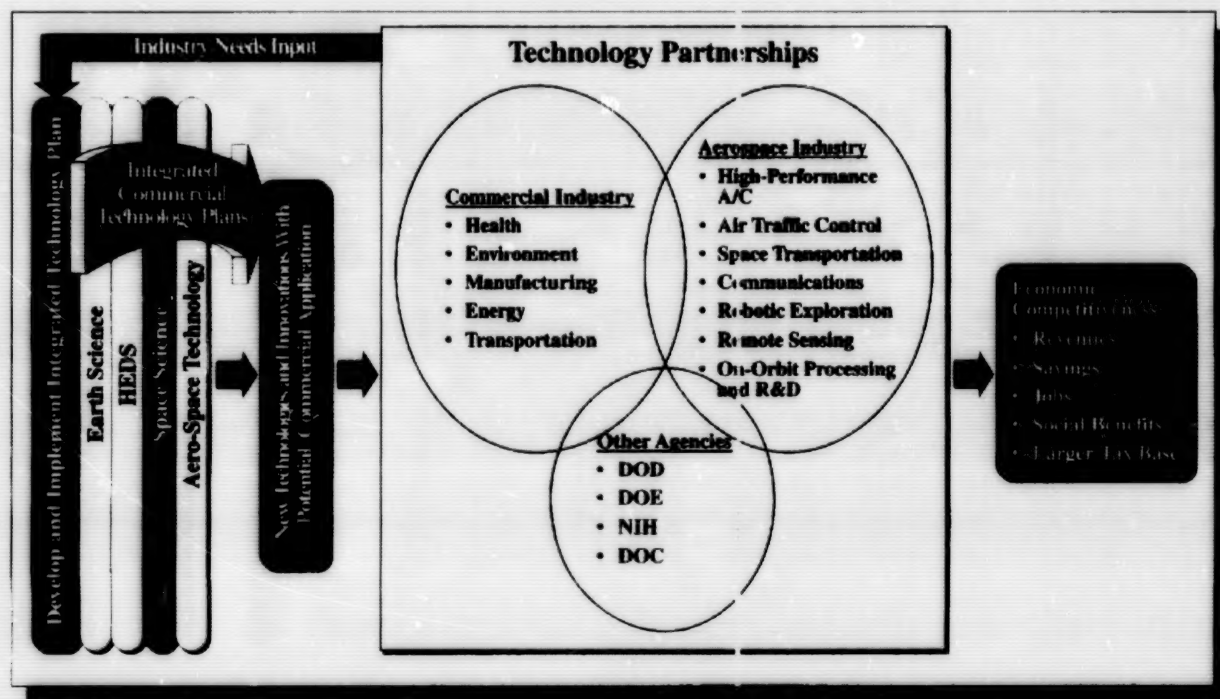 Industry Needs Input
Technology Partnerships
Develop and Implement Integrated Technology Plan
Earth Science
HEDS
Space Science
Aero-Space Technology
Integrated
Commercial
Technology Plans
New Technologies and Innovations With
Potential Commercial Application
Commercial Industry
• Health
• Environment
• Manufacturing
• Energy
• Transportation
Aerospace Industry
• High-Performance
A/C
• Air Traffic Control
• Space Transportation
• Communications
• Robotic Exploration
• Remote Sensing
• On-Orbit Processing
and R&D
Other Agencies
• DOD
• DOE
• NIH
• DOC
Economic
Competitiveness
• Revenues
• Savings
• Jobs
• Social Benefits
• Larger Tax Base